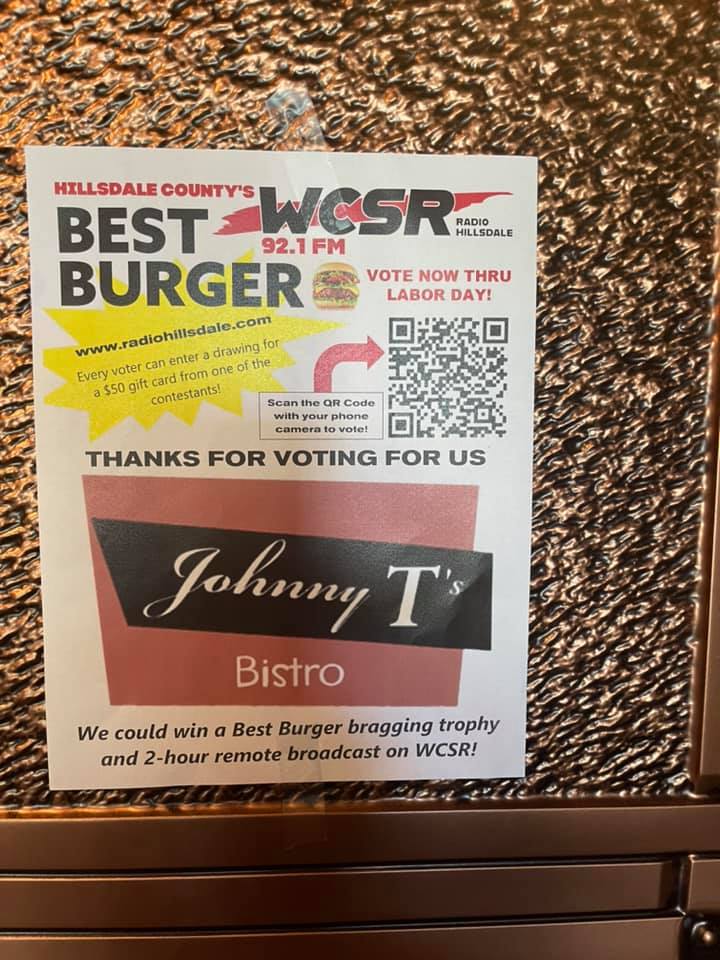 HILLSDALE COUNTY'S
BEST
BURGER
WCSR
92.1 FM
RADIO
HILLSDALE
VOTE NOW THRU
LABOR DAY!
www.radiohillsdale.com
Every voter can enter a drawing for
a $50 gift card from one of the
contestants!
Scan the QR Code
with your phone
camera to vote!
THANKS FOR VOTING FOR US
Johnny T's
Bistro
We could win a Best Burger bragging trophy
and 2-hour remote broadcast on WCSR!